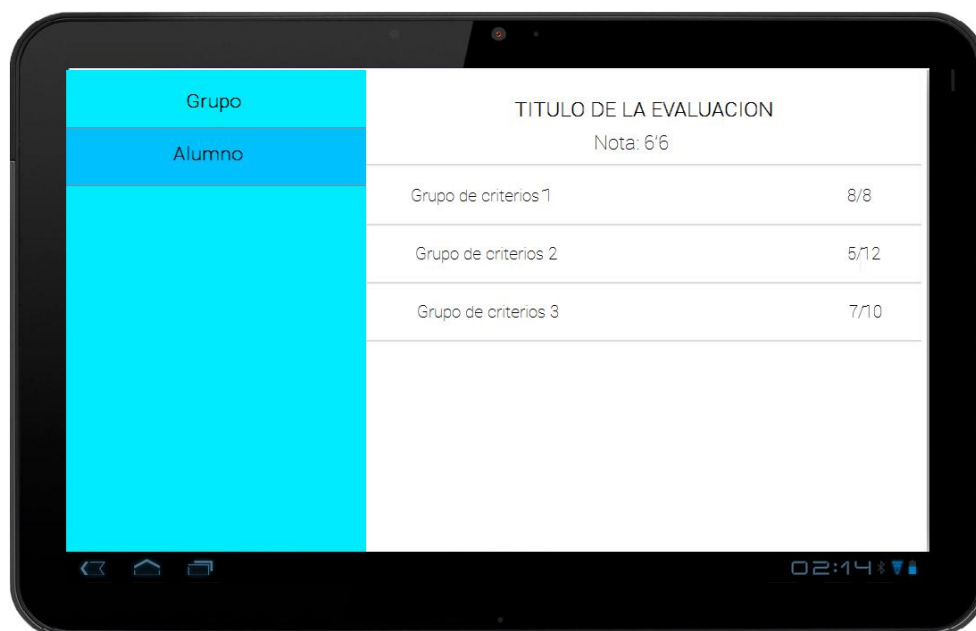 Grupo
Alumno
TITULO DE LA EVALUACION
Nota: 6'6
Grupo de criterios 1 8/8
Grupo de criterios 2 5/12
Grupo de criterios 3 7/10
02:14